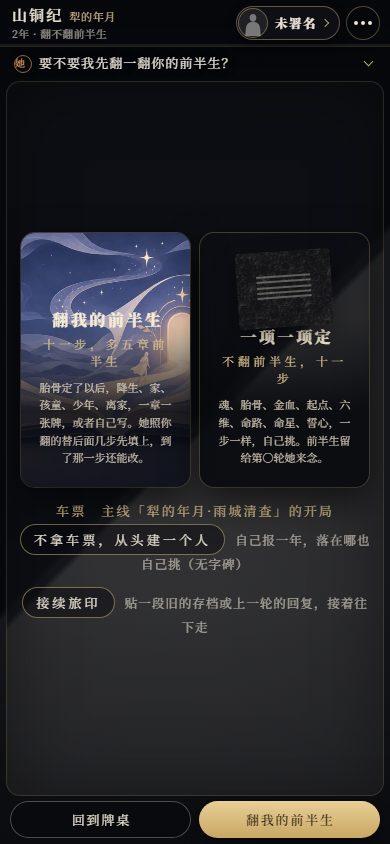 山铜纪 犁的年月
2年 · 翻不翻前半生
未署名
她 要不要我先翻一翻你的前半生?
翻我的前半生
十一步，多五章前
半生
胎骨定了以后，降生、家、
孩童、少年、离家，一章一
张牌，或者自己写。她照你
翻的替后面几步先填上，到
了那一步还能改。
一项一项定
不翻前半生，十一
步
魂、胎骨、金血、起点、六
维、命路、命星、誓心，一
步一样，自己挑。前半生留
给第〇轮她来念。
车票 主线「犁的年月·雨城清查」的开局
不拿车票，从头建一个人 自己报一年，落在哪也
自己挑（无字碑）
接续旅印 贴一段旧的存档或上一轮的回复，接着往
下走
回到牌桌
翻我的前半生